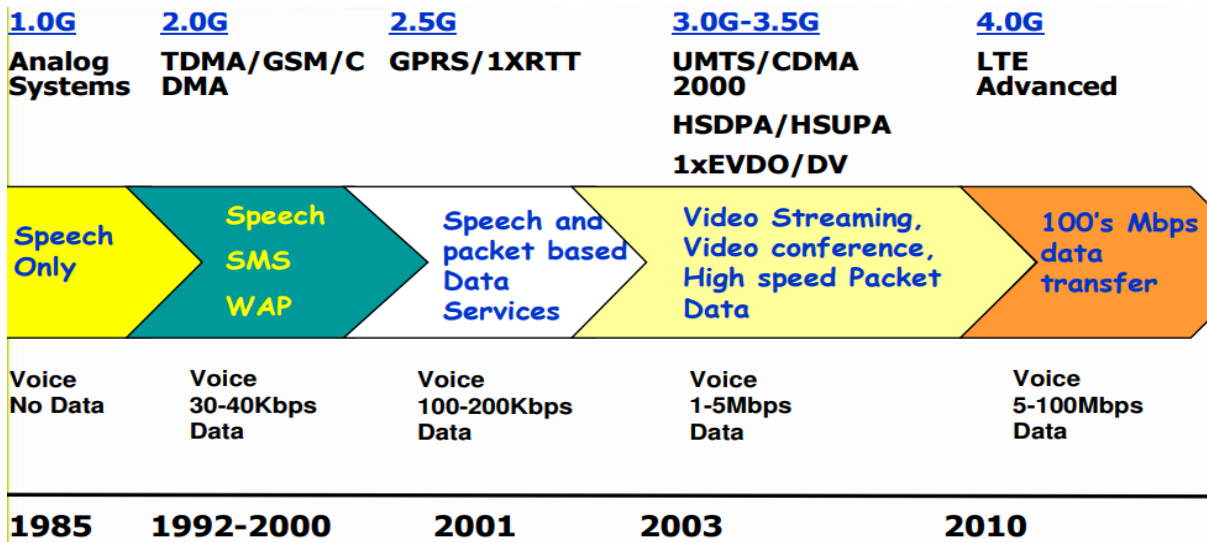 1.0G
2.0G
2.5G
3.0G-3.5G
4.0G
Analog
Systems
TDMA/GSM/C
DMA
GPRS/1XRTT
UMTS/CDMA
2000
HSDPA/HSUPA
1xEVDO/DV
LTE
Advanced
Speech
Only
Speech
SMS
WAP
Speech and
packet based
Data
Services
Video Streaming,
Video conference,
High speed Packet
Data
100's Mbps
data
transfer
Voice
No Data
Voice
30-40Kbps
Data
Voice
100-200Kbps
Data
Voice
1-5Mbps
Data
Voice
5-100Mbps
Data
1985
1992-2000
2001
2003
2010